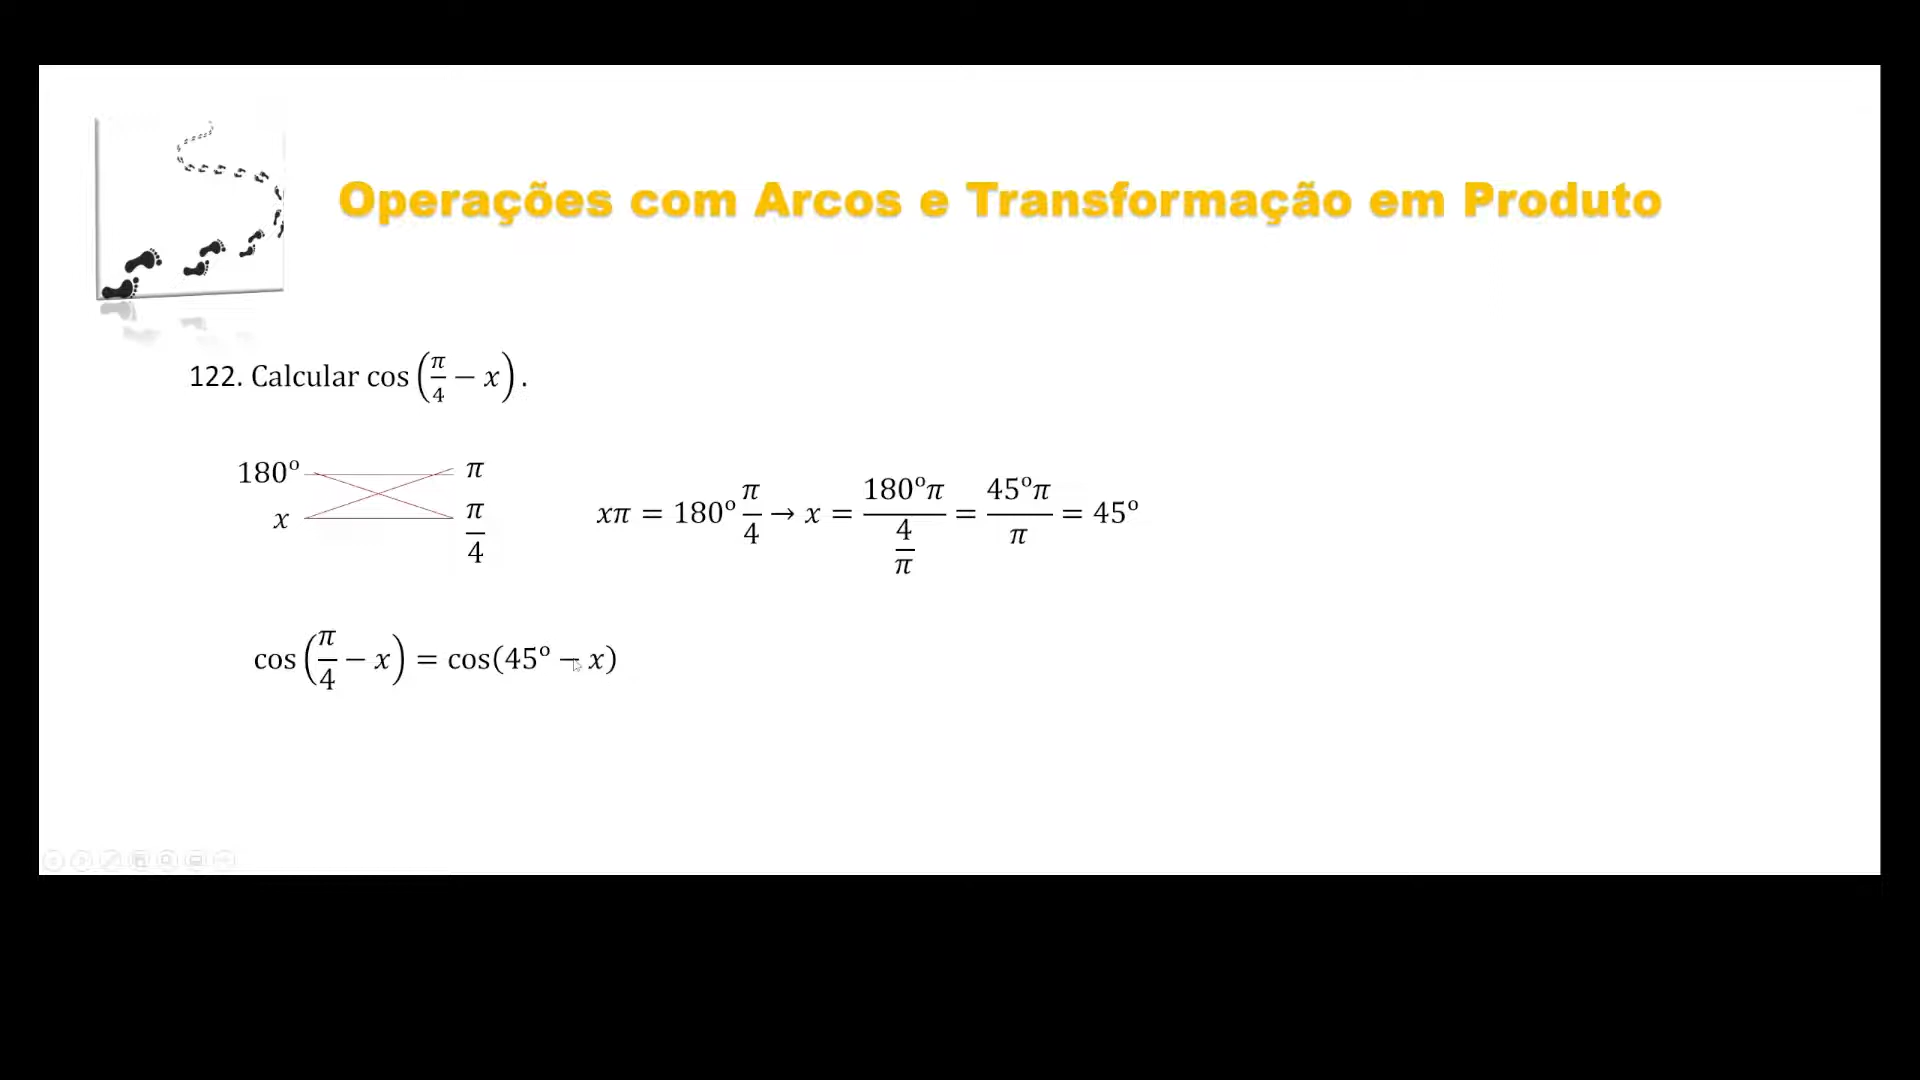 Operações com Arcos e Transformação em Produto
122. Calcular cos (π/4 − x).
180º π
x π/4
xπ = 180º π/4 → x = 180ºπ / (4/π) = 45ºπ/π = 45º
cos (π/4 − x) = cos(45º − x)